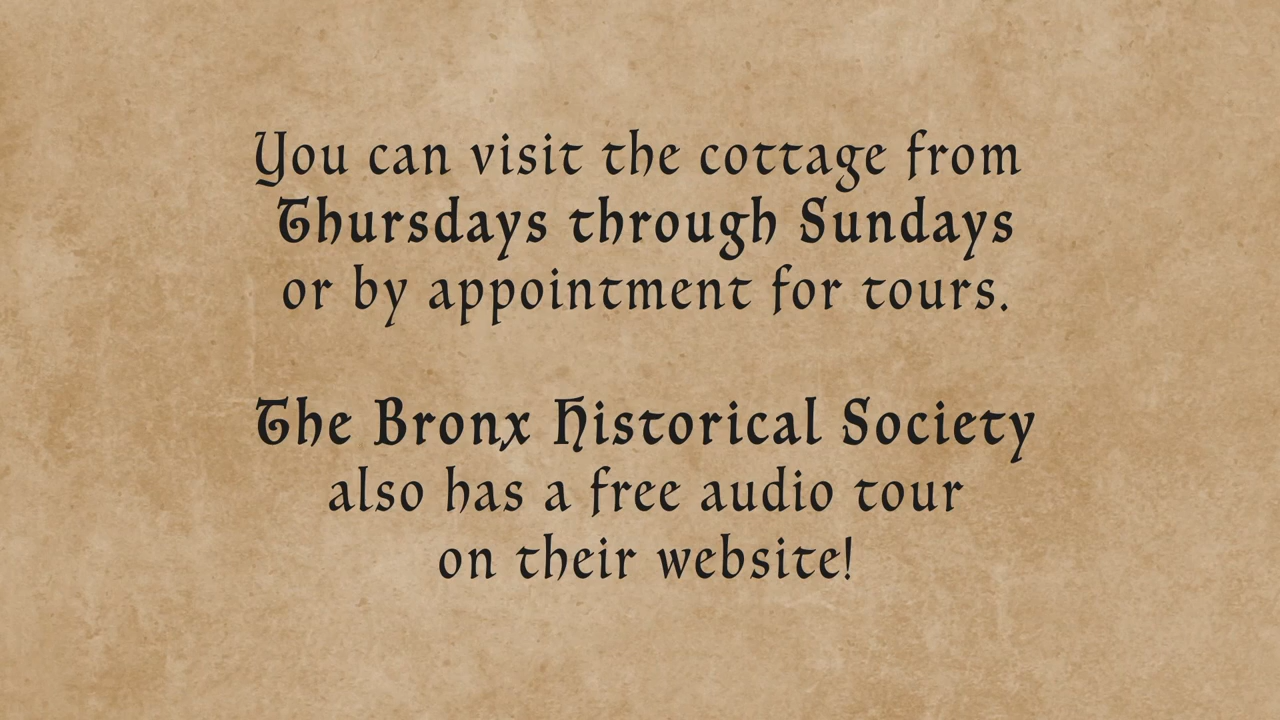 You can visit the cottage from
Thursdays through Sundays
or by appointment for tours.
The Bronx Historical Society
also has a free audio tour
on their website!